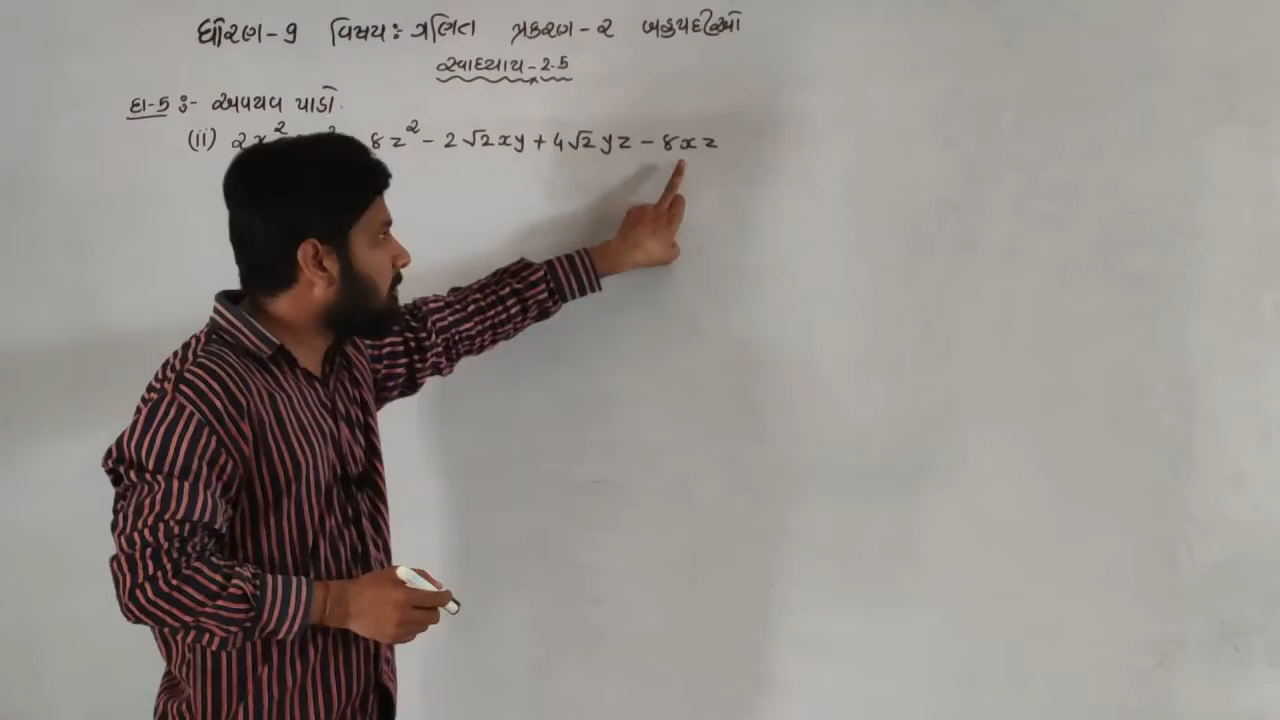 ધોરણ-9 વિષય: ગણિત પ્રકરણ-૨ બહુપદીઓ
સ્વાધ્યાય-2.5
દા-5 :- અવયવ પાડો.
(ii) 2x² ² 8z² - 2√2xy + 4√2yz - 8xz